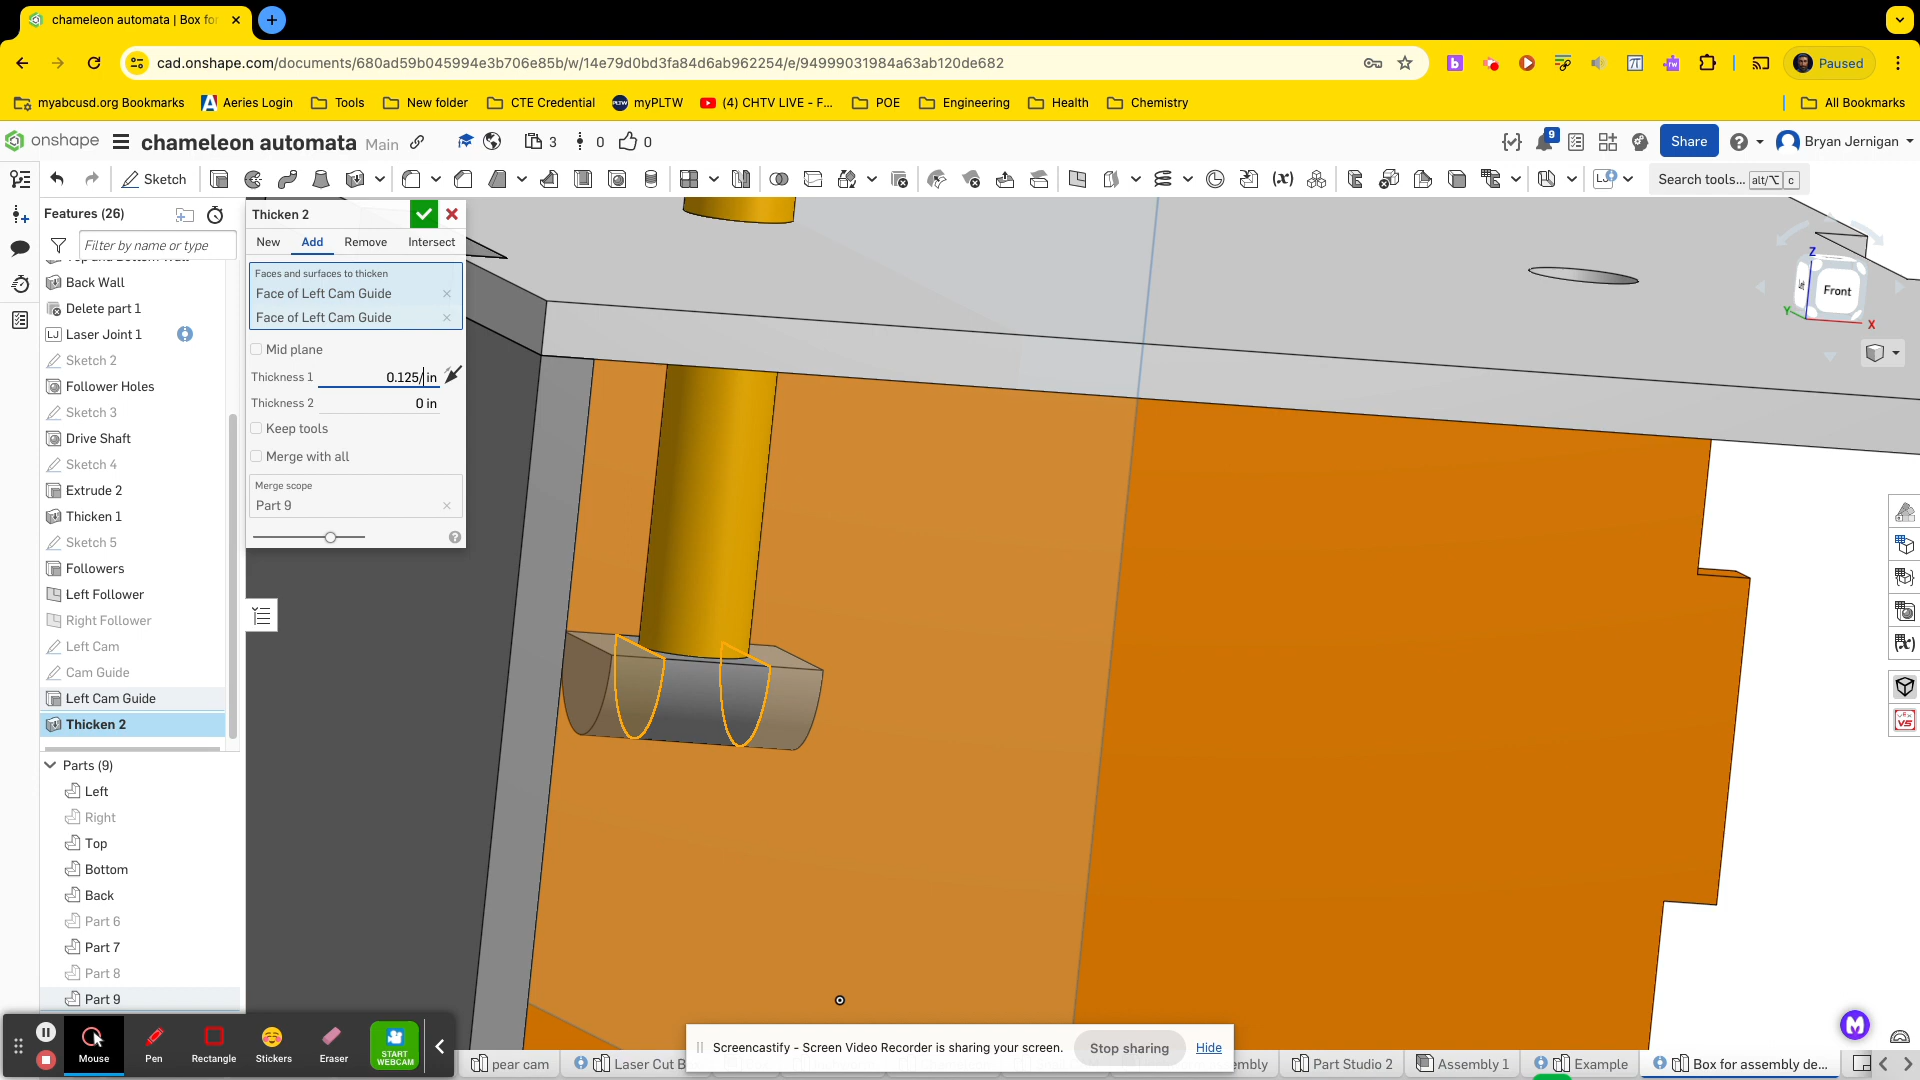 chameleon automata | Box for
cad.onshape.com/documents/680ad59b045994e3b706e85b/w/14e79d0bd3fa84d6ab962254/e/94999031984a63ab120de682
Paused
myabcusd.org Bookmarks
Aeries Login
Tools
New folder
CTE Credential
myPLTW
(4) CHTV LIVE - F...
POE
Engineering
Health
Chemistry
All Bookmarks
onshape
chameleon automata Main
3
0
0
9
Share
Bryan Jernigan
Sketch
Search tools... alt/⌥ c
Features (26)
Filter by name or type
Back Wall
Delete part 1
Laser Joint 1
Sketch 2
Follower Holes
Sketch 3
Drive Shaft
Sketch 4
Extrude 2
Thicken 1
Sketch 5
Followers
Left Follower
Right Follower
Left Cam
Cam Guide
Left Cam Guide
Thicken 2
Parts (9)
Left
Right
Top
Bottom
Back
Part 6
Part 7
Part 8
Part 9
Thicken 2
New
Add
Remove
Intersect
Faces and surfaces to thicken
Face of Left Cam Guide
Face of Left Cam Guide
Mid plane
Thickness 1 0.125/ in
Thickness 2 0 in
Keep tools
Merge with all
Merge scope
Part 9
Z
Front
Y
X
Mouse
Pen
Rectangle
Stickers
Eraser
START
WEBCAM
Screencastify - Screen Video Recorder is sharing your screen.
Stop sharing
Hide
pear cam
Laser Cut B
embly
Part Studio 2
Assembly 1
Example
Box for assembly de...